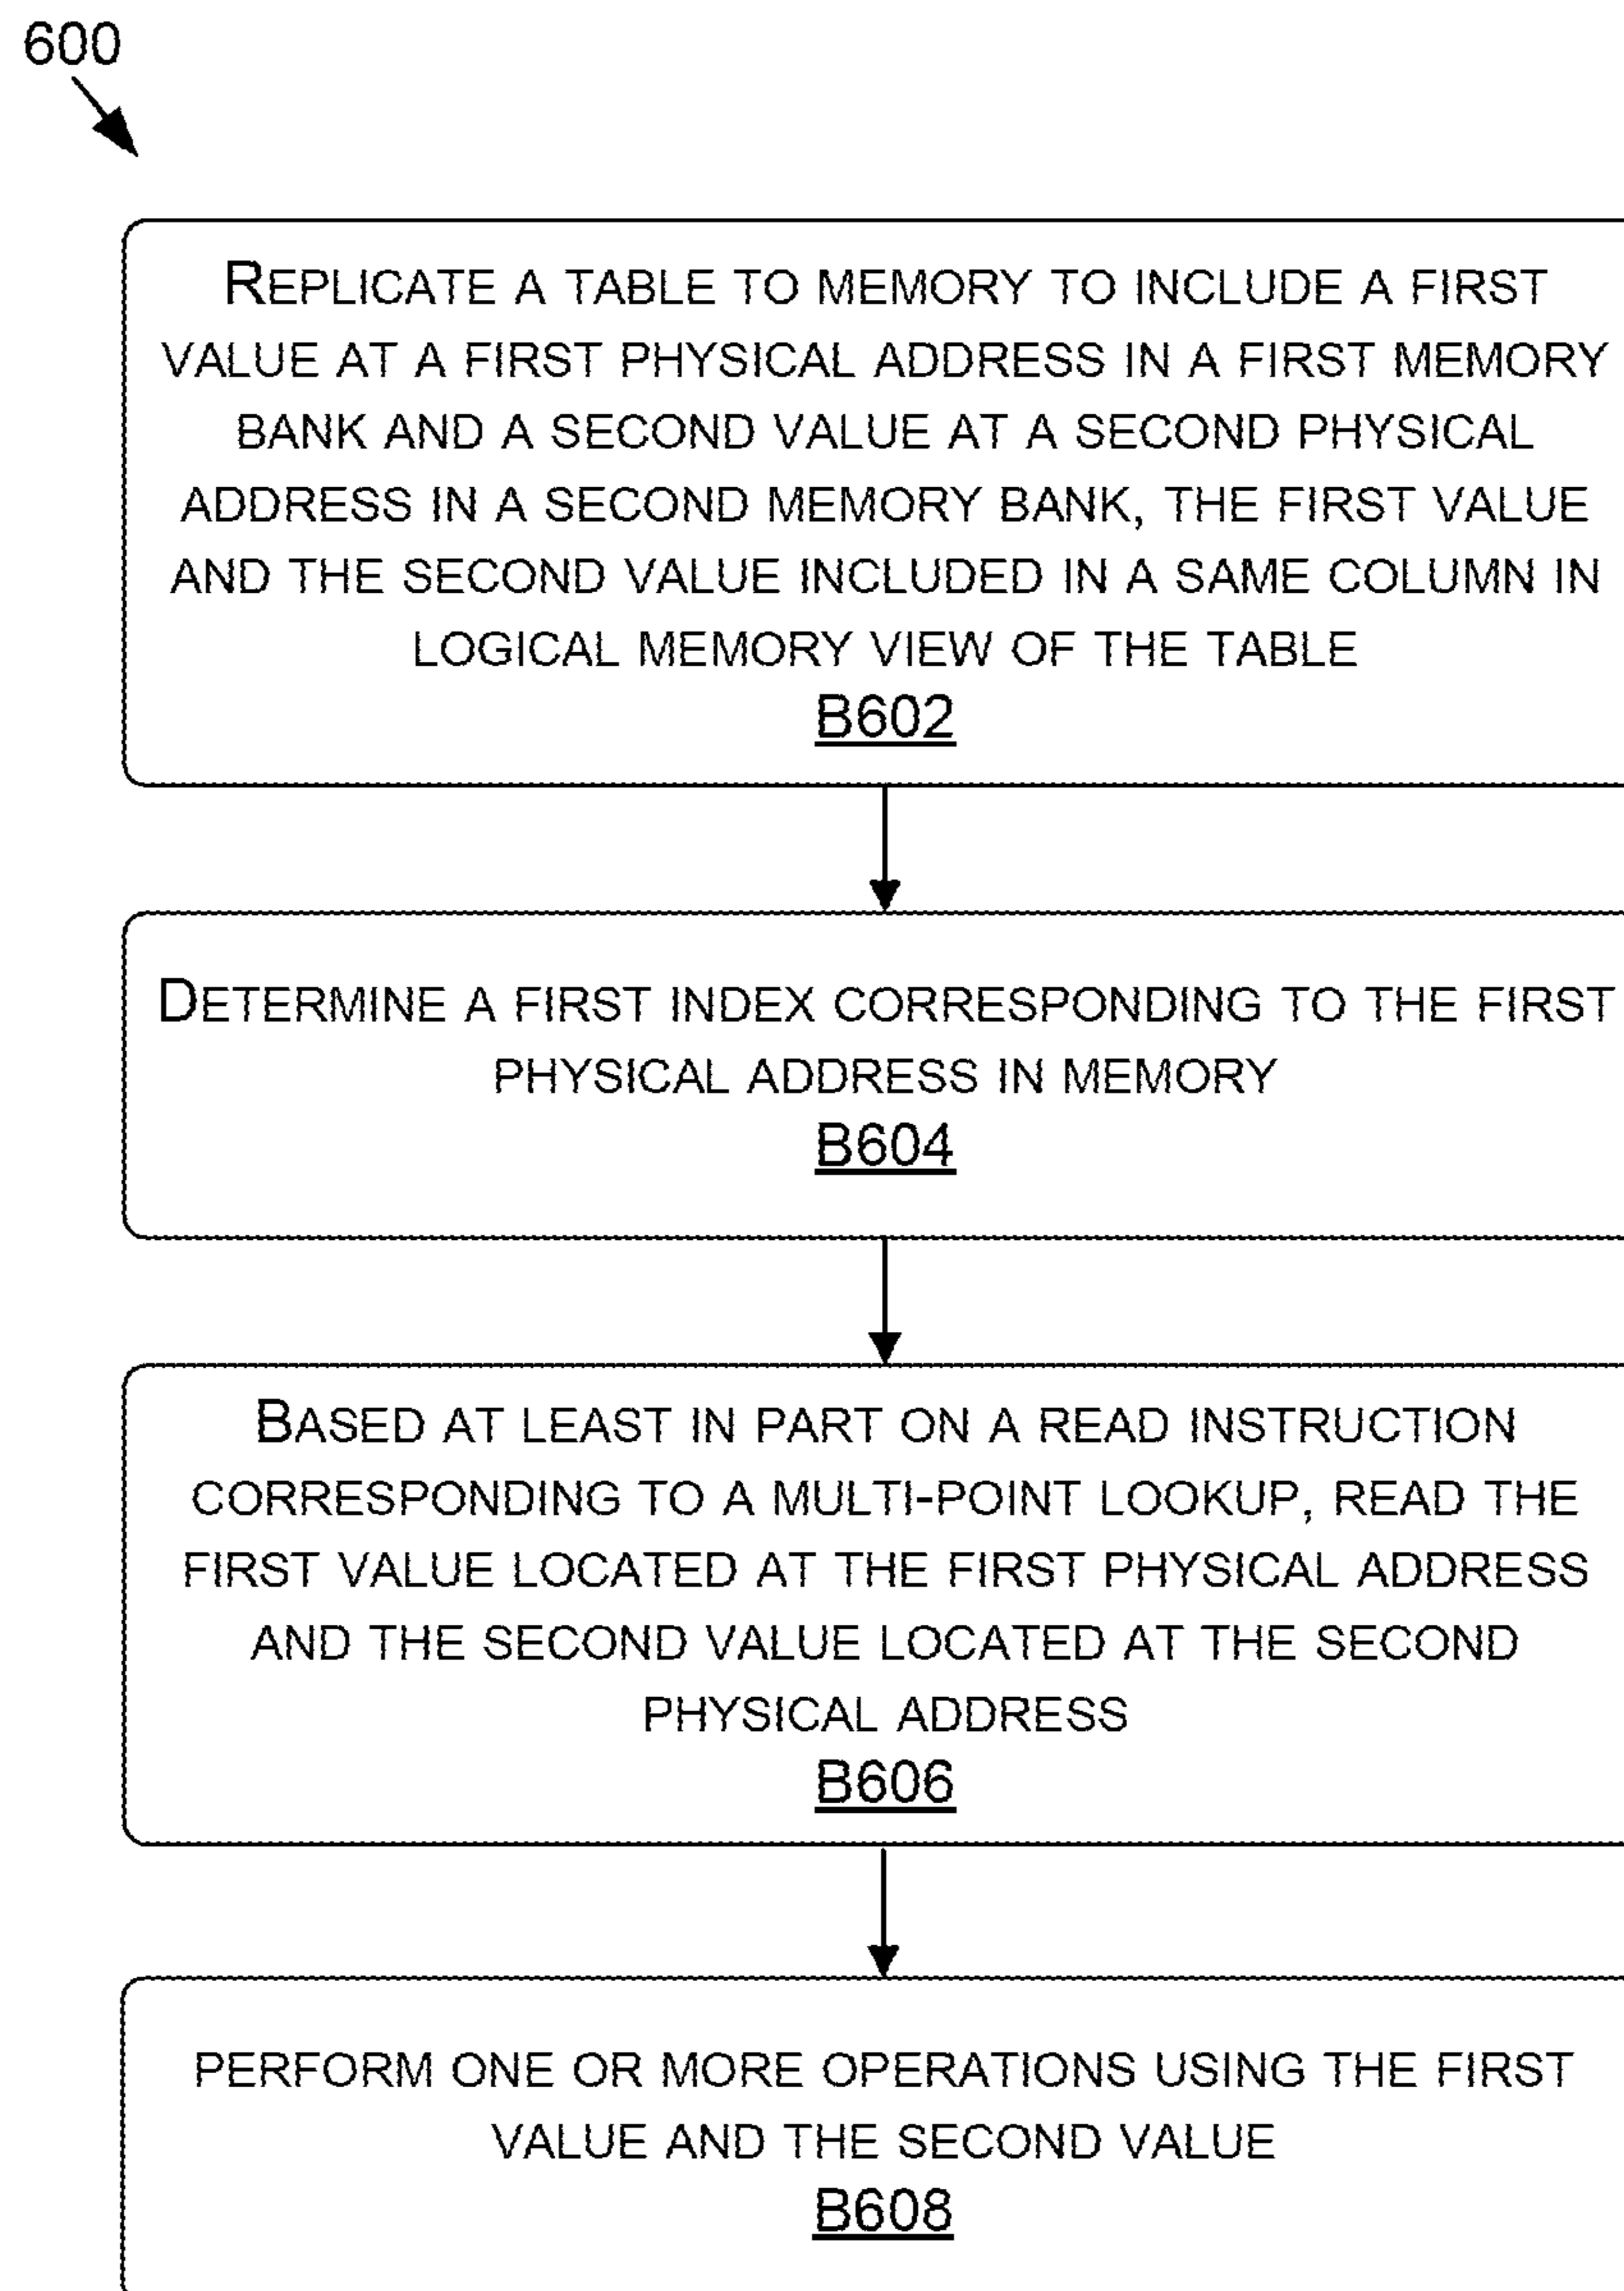 600
REPLICATE A TABLE TO MEMORY TO INCLUDE A FIRST
VALUE AT A FIRST PHYSICAL ADDRESS IN A FIRST MEMORY
BANK AND A SECOND VALUE AT A SECOND PHYSICAL
ADDRESS IN A SECOND MEMORY BANK, THE FIRST VALUE
AND THE SECOND VALUE INCLUDED IN A SAME COLUMN IN
LOGICAL MEMORY VIEW OF THE TABLE
B602
DETERMINE A FIRST INDEX CORRESPONDING TO THE FIRST
PHYSICAL ADDRESS IN MEMORY
B604
BASED AT LEAST IN PART ON A READ INSTRUCTION
CORRESPONDING TO A MULTI-POINT LOOKUP, READ THE
FIRST VALUE LOCATED AT THE FIRST PHYSICAL ADDRESS
AND THE SECOND VALUE LOCATED AT THE SECOND
PHYSICAL ADDRESS
B606
PERFORM ONE OR MORE OPERATIONS USING THE FIRST
VALUE AND THE SECOND VALUE
B608